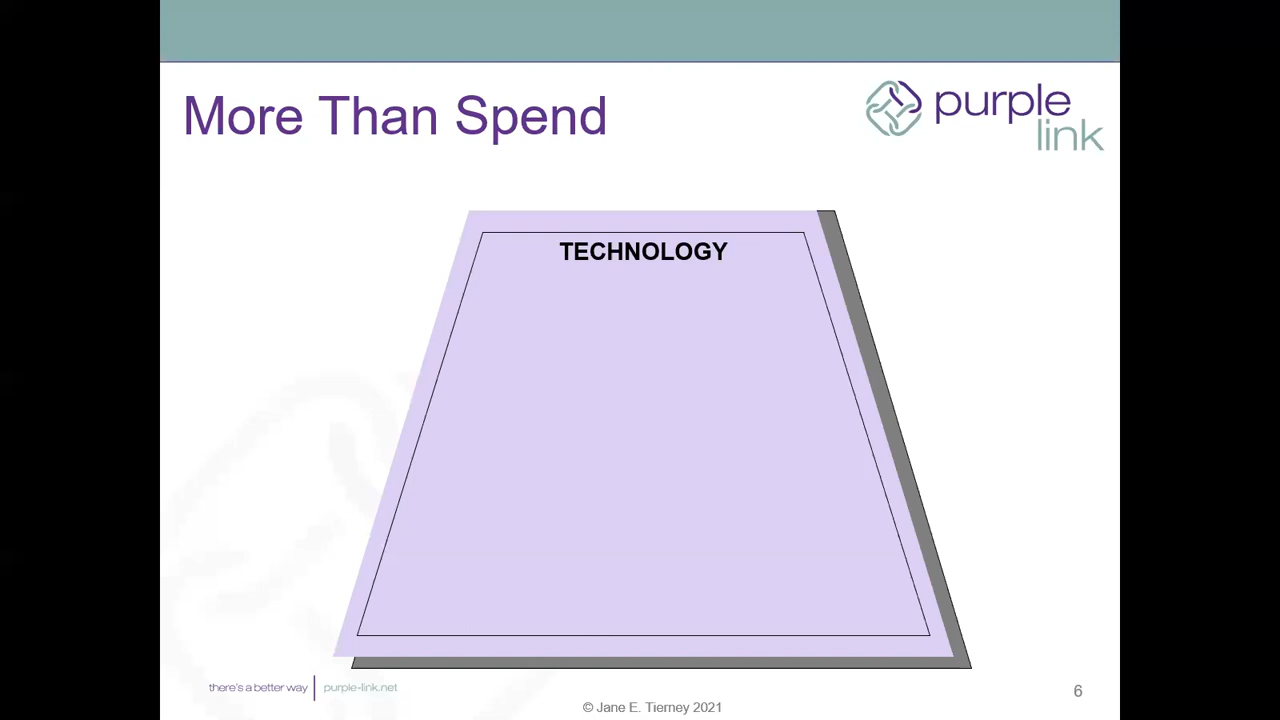 More Than Spend
purple
link
TECHNOLOGY
there's a better way
purple-link.net
© Jane E. Tierney 2021
6